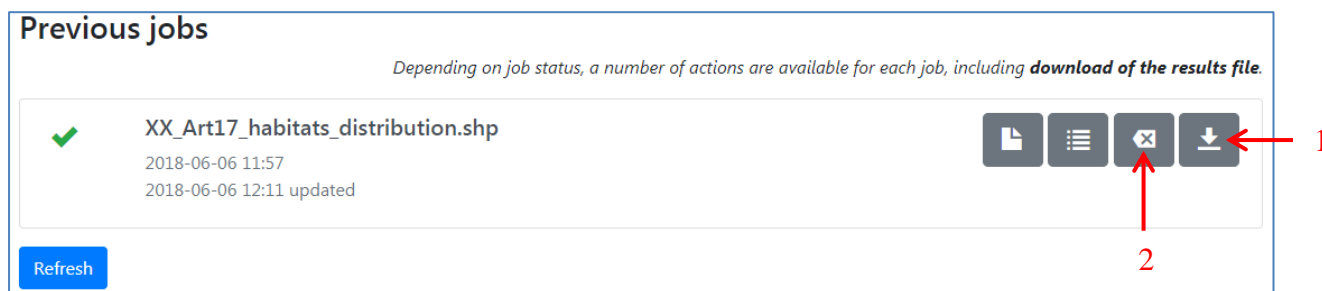 Previous jobs
Depending on job status, a number of actions are available for each job, including download of the results file.
XX_Art17_habitats_distribution.shp
2018-06-06 11:57
2018-06-06 12:11 updated
1
2
Refresh